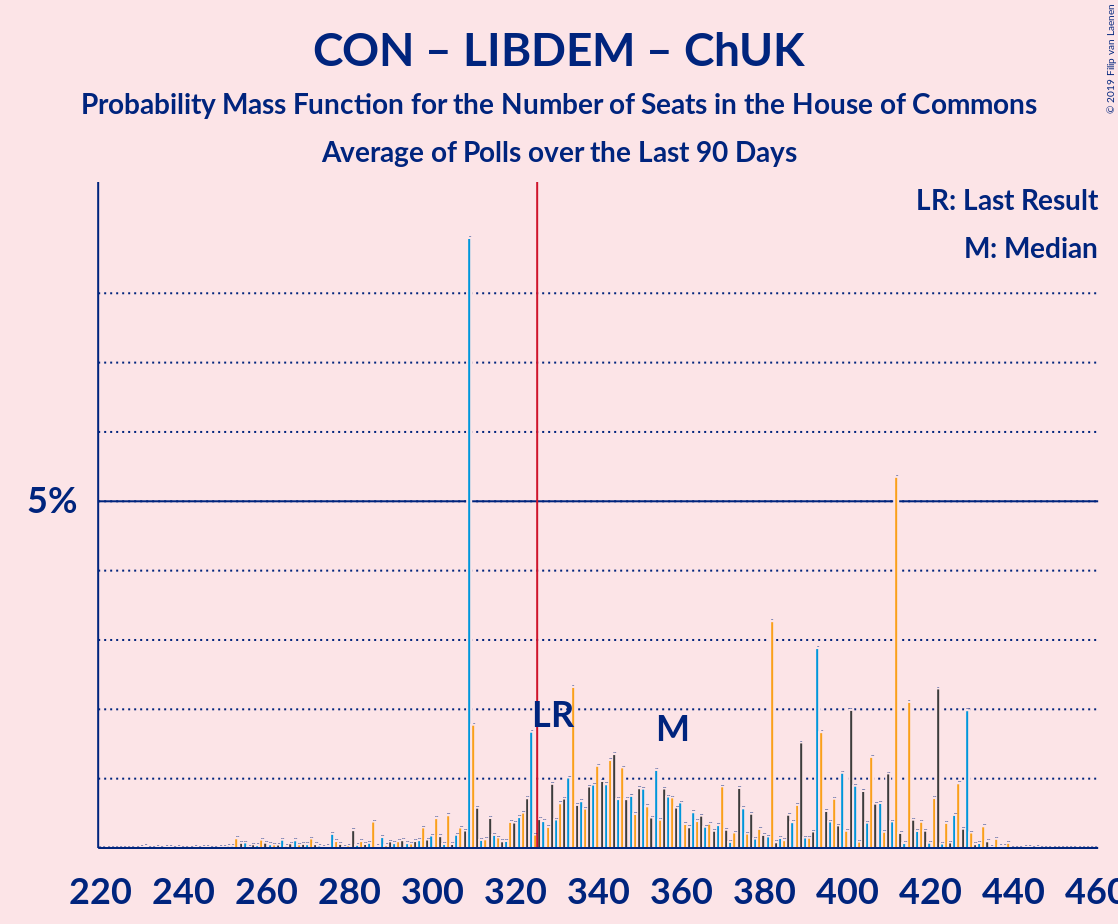 CON – LIBDEM – ChUK
Probability Mass Function for the Number of Seats in the House of Commons
Average of Polls over the Last 90 Days
© 2019 Filip van Laenen
LR: Last Result
M: Median
5%
LR
M
220 240 260 280 300 320 340 360 380 400 420 440 460